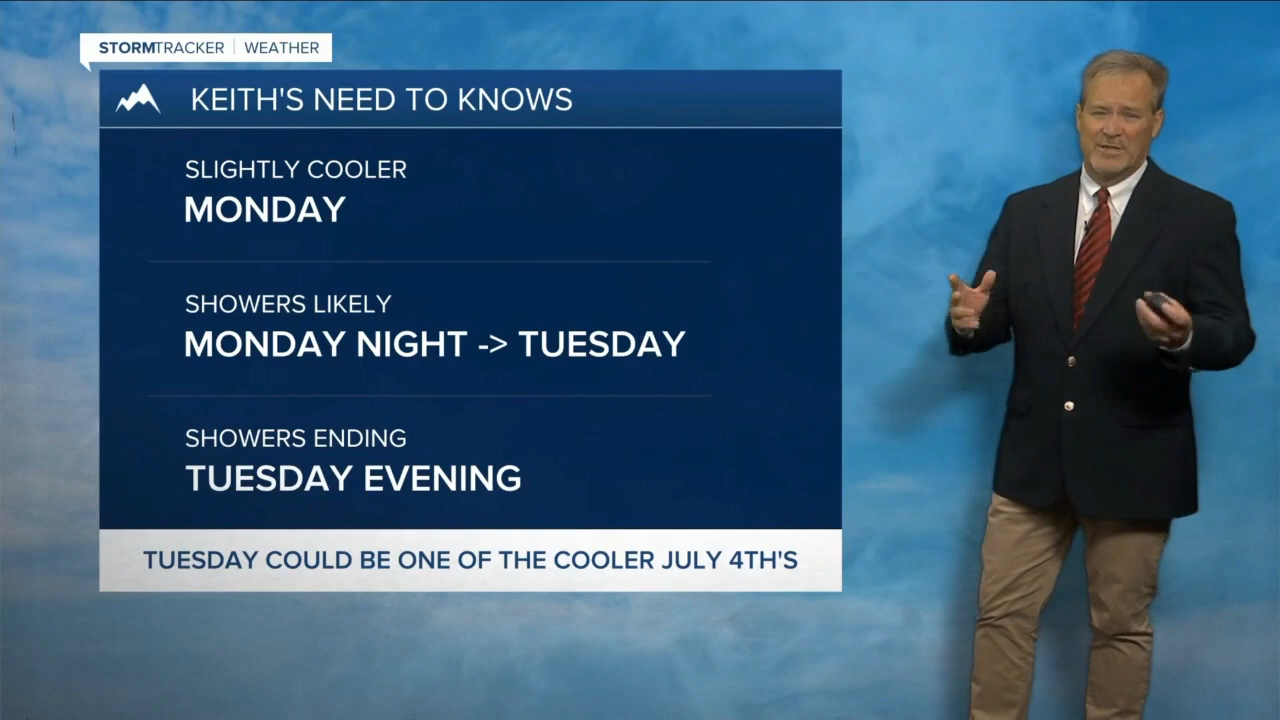 STORMTRACKER | WEATHER
KEITH'S NEED TO KNOWS
SLIGHTLY COOLER
MONDAY
SHOWERS LIKELY
MONDAY NIGHT -> TUESDAY
SHOWERS ENDING
TUESDAY EVENING
TUESDAY COULD BE ONE OF THE COOLER JULY 4TH'S